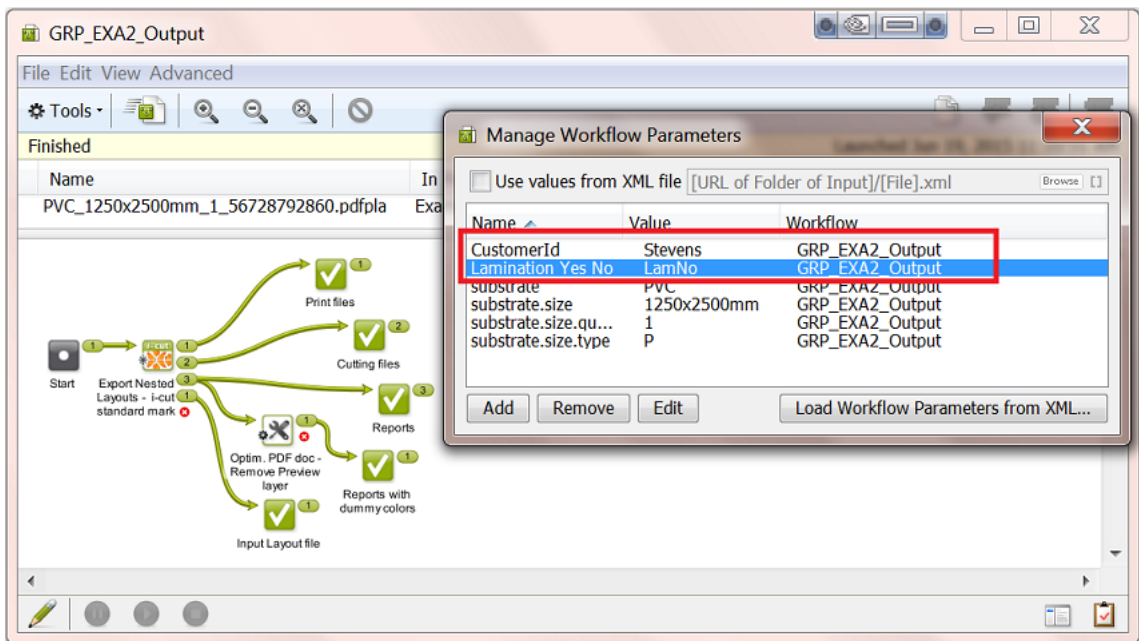 GRP_EXA2_Output
File Edit View Advanced
Tools
Finished
Name In
PVC_1250x2500mm_1_56728792860.pdfpla Exa
Manage Workflow Parameters
Use values from XML file [URL of Folder of Input]/[File].xml Browse []
Name Value Workflow
CustomerId Stevens GRP_EXA2_Output
Lamination Yes No LamNo GRP_EXA2_Output
substrate PVC GRP_EXA2_Output
substrate.size 1250x2500mm GRP_EXA2_Output
substrate.size.qu... 1 GRP_EXA2_Output
substrate.size.type P GRP_EXA2_Output
Add Remove Edit Load Workflow Parameters from XML...
1
Print files
2
Cutting files
1 i-cut 1
2
3
1
Start
Export Nested
Layouts - i-cut
standard mark
3
Reports
1
Optim. PDF doc -
Remove Preview
layer
1
Reports with
dummy colors
1
Input Layout file